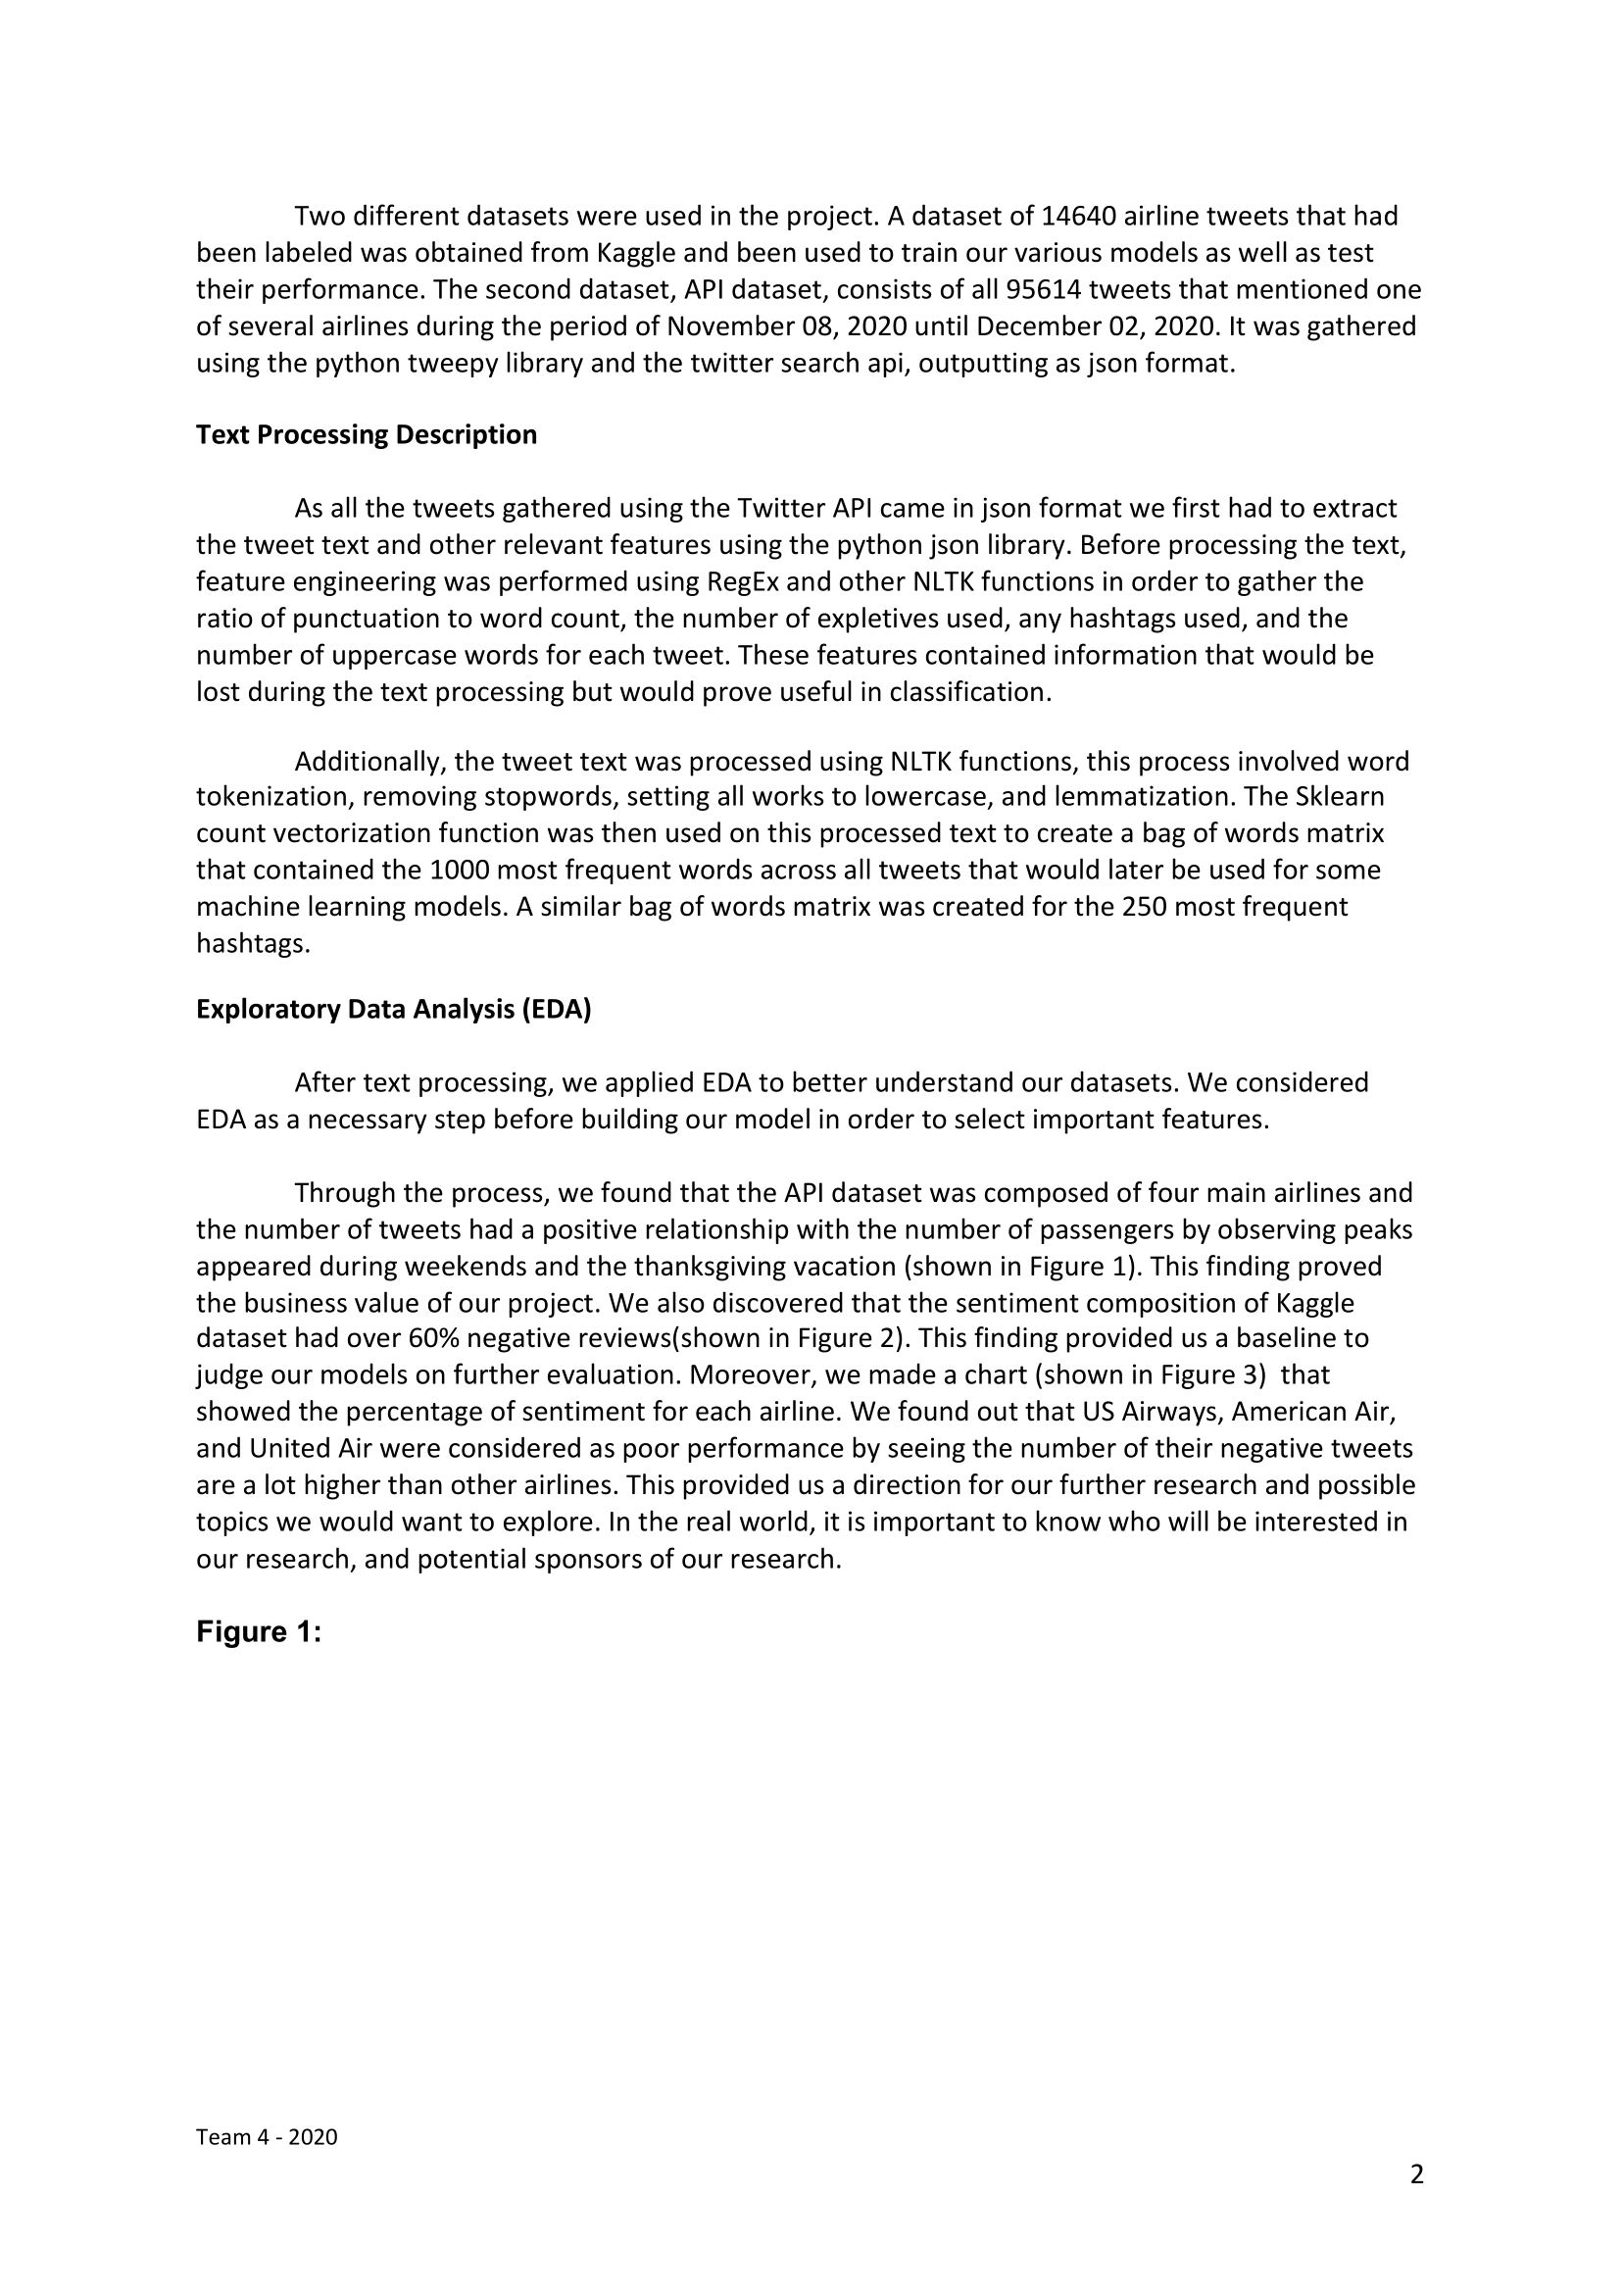 Two different datasets were used in the project. A dataset of 14640 airline tweets that had
been labeled was obtained from Kaggle and been used to train our various models as well as test
their performance. The second dataset, API dataset, consists of all 95614 tweets that mentioned one
of several airlines during the period of November 08, 2020 until December 02, 2020. It was gathered
using the python tweepy library and the twitter search api, outputting as json format.
Text Processing Description
As all the tweets gathered using the Twitter API came in json format we first had to extract
the tweet text and other relevant features using the python json library. Before processing the text,
feature engineering was performed using RegEx and other NLTK functions in order to gather the
ratio of punctuation to word count, the number of expletives used, any hashtags used, and the
number of uppercase words for each tweet. These features contained information that would be
lost during the text processing but would prove useful in classification.
Additionally, the tweet text was processed using NLTK functions, this process involved word
tokenization, removing stopwords, setting all works to lowercase, and lemmatization. The Sklearn
count vectorization function was then used on this processed text to create a bag of words matrix
that contained the 1000 most frequent words across all tweets that would later be used for some
machine learning models. A similar bag of words matrix was created for the 250 most frequent
hashtags.
Exploratory Data Analysis (EDA)
After text processing, we applied EDA to better understand our datasets. We considered
EDA as a necessary step before building our model in order to select important features.
Through the process, we found that the API dataset was composed of four main airlines and
the number of tweets had a positive relationship with the number of passengers by observing peaks
appeared during weekends and the thanksgiving vacation (shown in Figure 1). This finding proved
the business value of our project. We also discovered that the sentiment composition of Kaggle
dataset had over 60% negative reviews(shown in Figure 2). This finding provided us a baseline to
judge our models on further evaluation. Moreover, we made a chart (shown in Figure 3)  that
showed the percentage of sentiment for each airline. We found out that US Airways, American Air,
and United Air were considered as poor performance by seeing the number of their negative tweets
are a lot higher than other airlines. This provided us a direction for our further research and possible
topics we would want to explore. In the real world, it is important to know who will be interested in
our research, and potential sponsors of our research.
Figure 1:
Team 4 - 2020
2